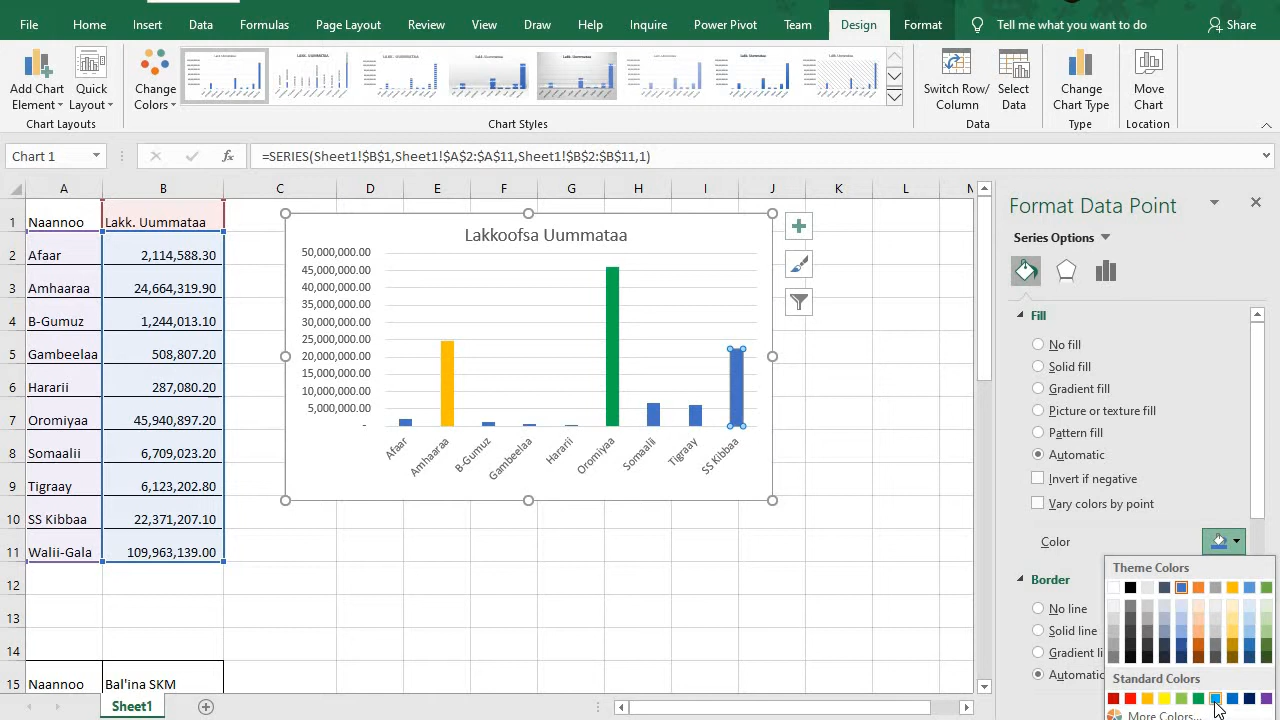 File Home Insert Data Formulas Page Layout Review View Draw Help Inquire Power Pivot Team Design Format Tell me what you want to do Share
Add Chart Element
Quick Layout
Change Colors
Switch Row/ Column
Select Data
Change Chart Type
Move Chart
Chart Layouts Chart Styles Data Type Location
Chart 1 fx =SERIES(Sheet1!$B$1,Sheet1!$A$2:$A$11,Sheet1!$B$2:$B$11,1)
A B C D E F G H I J K L M
1 Naannoo Lakk. Uummataa
2 Afaar 2,114,588.30
3 Amhaaraa 24,664,319.90
4 B-Gumuz 1,244,013.10
5 Gambeelaa 508,807.20
6 Hararii 287,080.20
7 Oromiyaa 45,940,897.20
8 Somaalii 6,709,023.20
9 Tigraay 6,123,202.80
10 SS Kibbaa 22,371,207.10
11 Walii-Gala 109,963,139.00
12
13
14
15 Naannoo Bal'ina SKM
Sheet1
Lakkoofsa Uummataa
50,000,000.00
45,000,000.00
40,000,000.00
35,000,000.00
30,000,000.00
25,000,000.00
20,000,000.00
15,000,000.00
10,000,000.00
5,000,000.00
-
Afaar Amhaaraa B-Gumuz Gambeelaa Hararii Oromiyaa Somaalii Tigraay SS Kibbaa
Format Data Point
Series Options
Fill
No fill
Solid fill
Gradient fill
Picture or texture fill
Pattern fill
Automatic
Invert if negative
Vary colors by point
Color
Theme Colors
Border
No line
Solid line
Gradient li
Automatic
Standard Colors
More Colors...